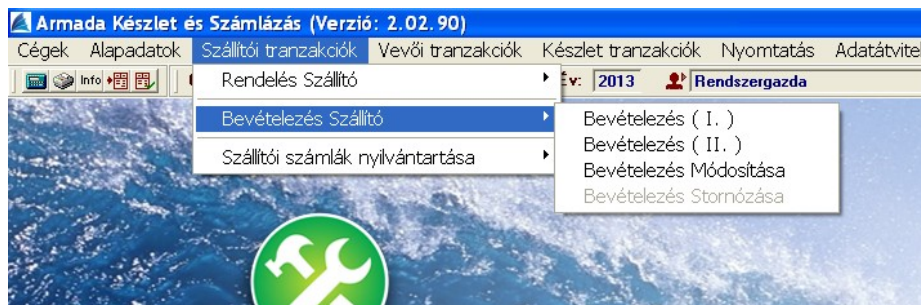 Armada Készlet és Számlázás (Verzió: 2.02.90)
Cégek Alapadatok Szállítói tranzakciók Vevői tranzakciók Készlet tranzakciók Nyomtatás Adatátvite
Info Év: 2013 Rendszergazda
Rendelés Szállító
Bevételezés Szállító
Szállítói számlák nyilvántartása
Bevételezés ( I. )
Bevételezés ( II. )
Bevételezés Módosítása
Bevételezés Stornózása